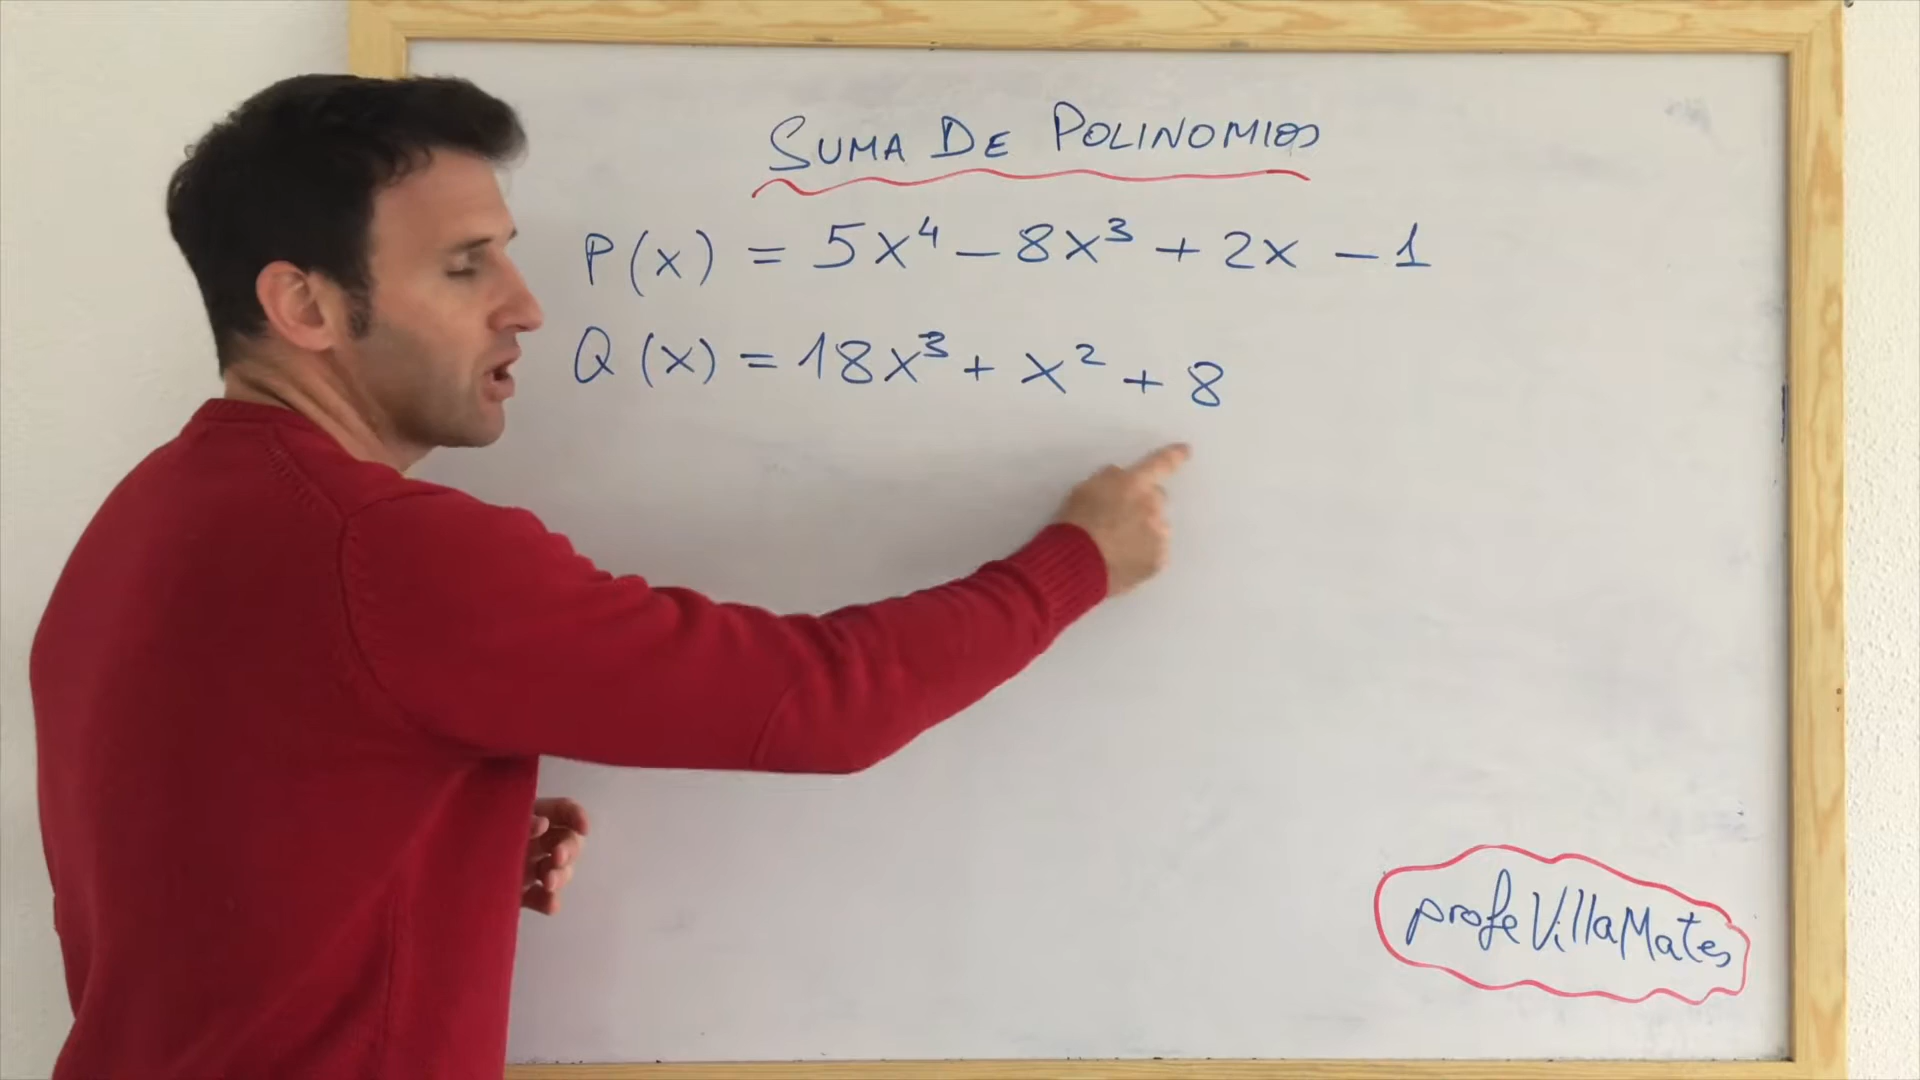 SUMA DE POLINOMIOS
P(x) = 5x⁴ - 8x³ + 2x - 1
Q(x) = 18x³ + x² + 8
profeVillaMates